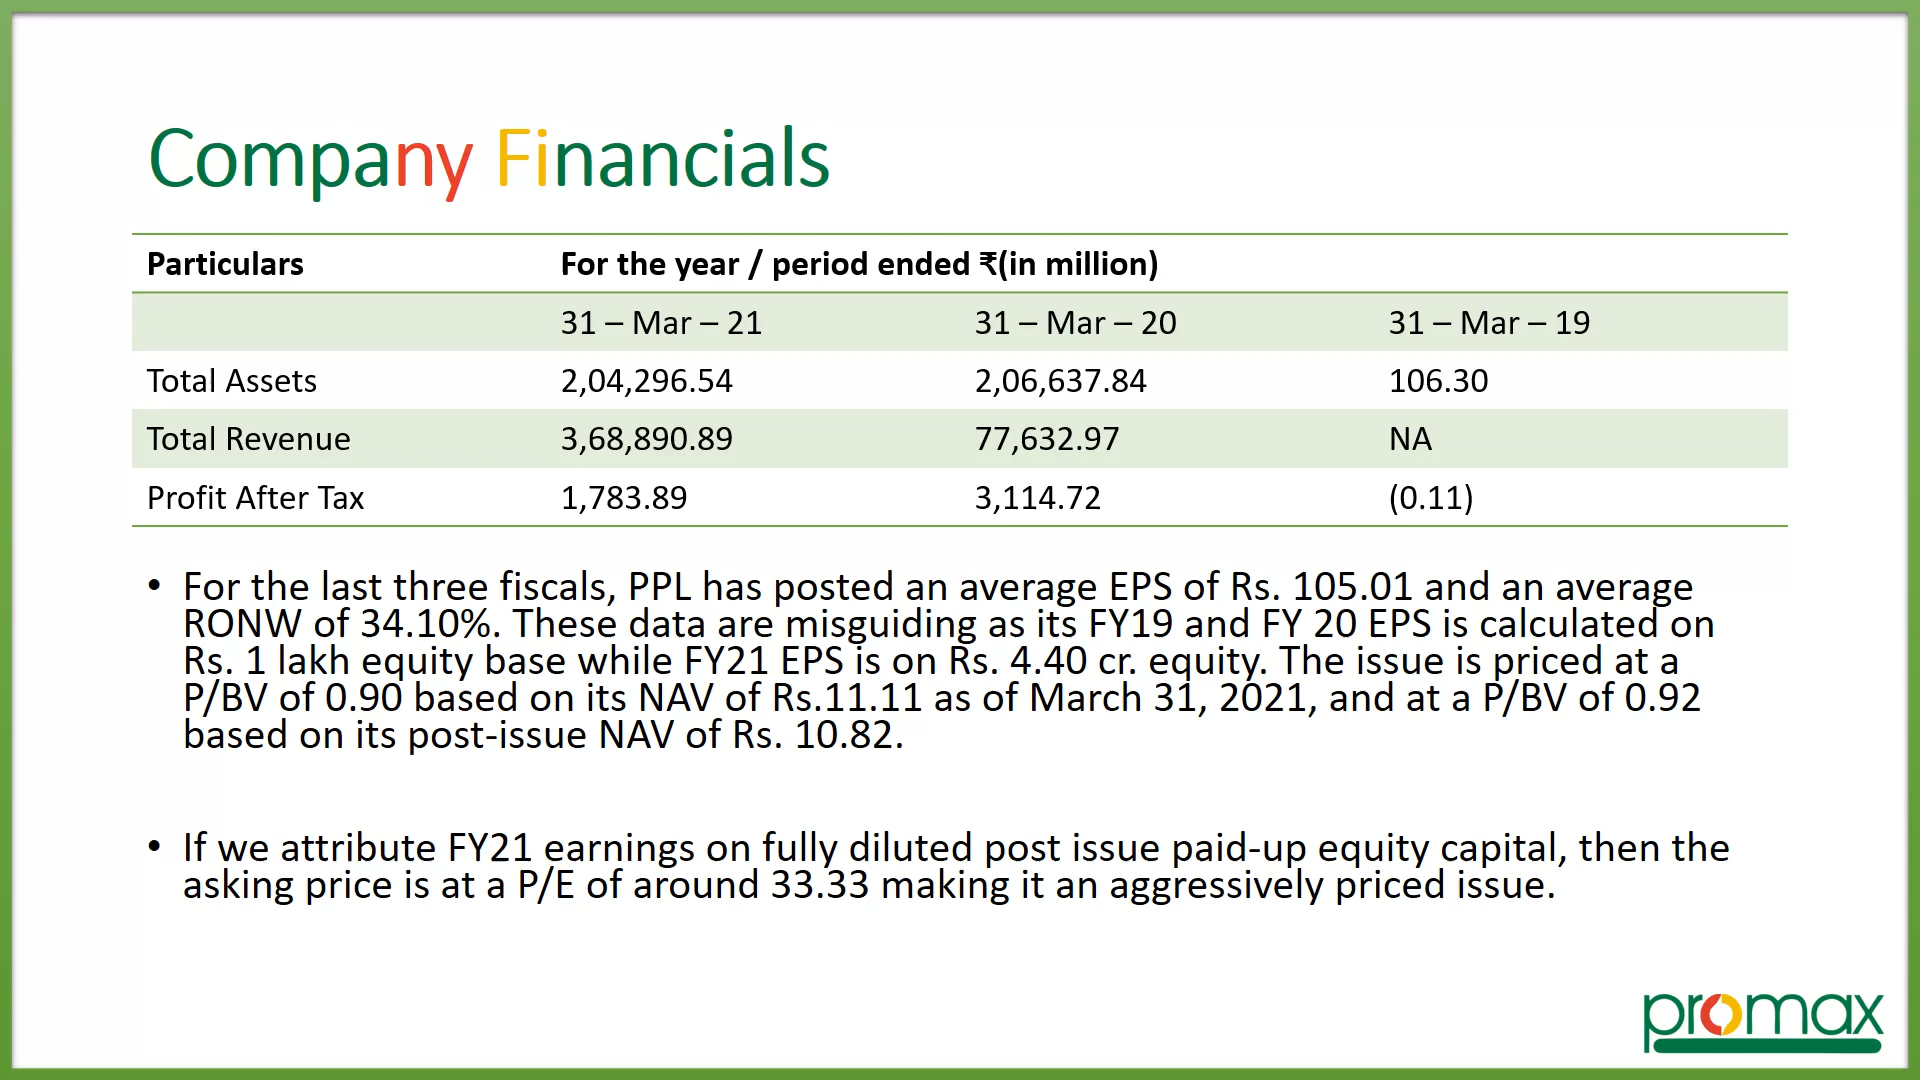 Company Financials
Particulars For the year / period ended ₹(in million)
31 – Mar – 21 31 – Mar – 20 31 – Mar – 19
Total Assets 2,04,296.54 2,06,637.84 106.30
Total Revenue 3,68,890.89 77,632.97 NA
Profit After Tax 1,783.89 3,114.72 (0.11)
• For the last three fiscals, PPL has posted an average EPS of Rs. 105.01 and an average
RONW of 34.10%. These data are misguiding as its FY19 and FY 20 EPS is calculated on
Rs. 1 lakh equity base while FY21 EPS is on Rs. 4.40 cr. equity. The issue is priced at a
P/BV of 0.90 based on its NAV of Rs.11.11 as of March 31, 2021, and at a P/BV of 0.92
based on its post-issue NAV of Rs. 10.82.
• If we attribute FY21 earnings on fully diluted post issue paid-up equity capital, then the
asking price is at a P/E of around 33.33 making it an aggressively priced issue.
promax